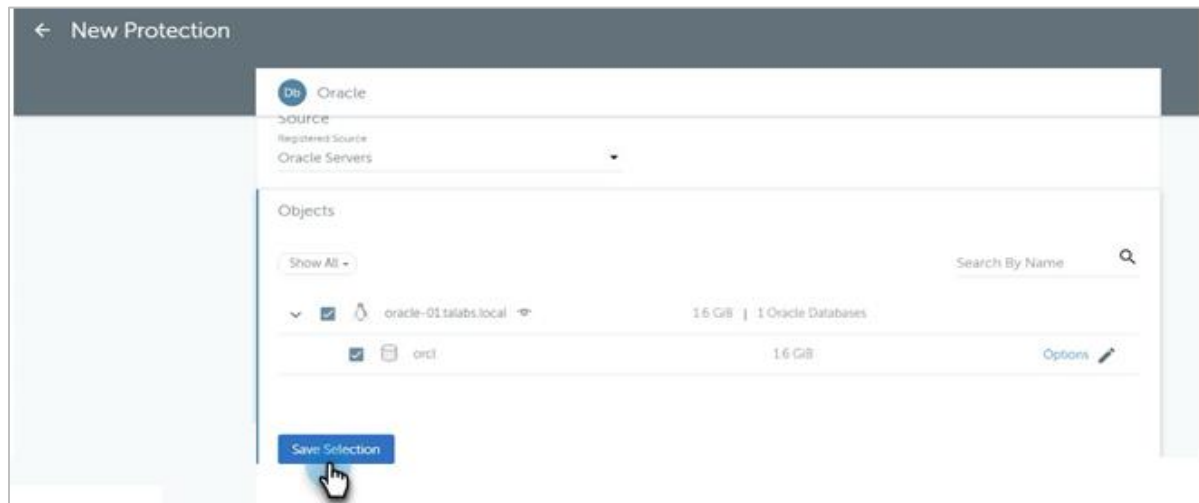 New Protection
Db Oracle
Source
Registered Source
Oracle Servers
Objects
Show All
Search By Name
oracle-01.talabs.local 1.6 GiB | 1 Oracle Databases
orcl 1.6 GiB Options
Save Selection